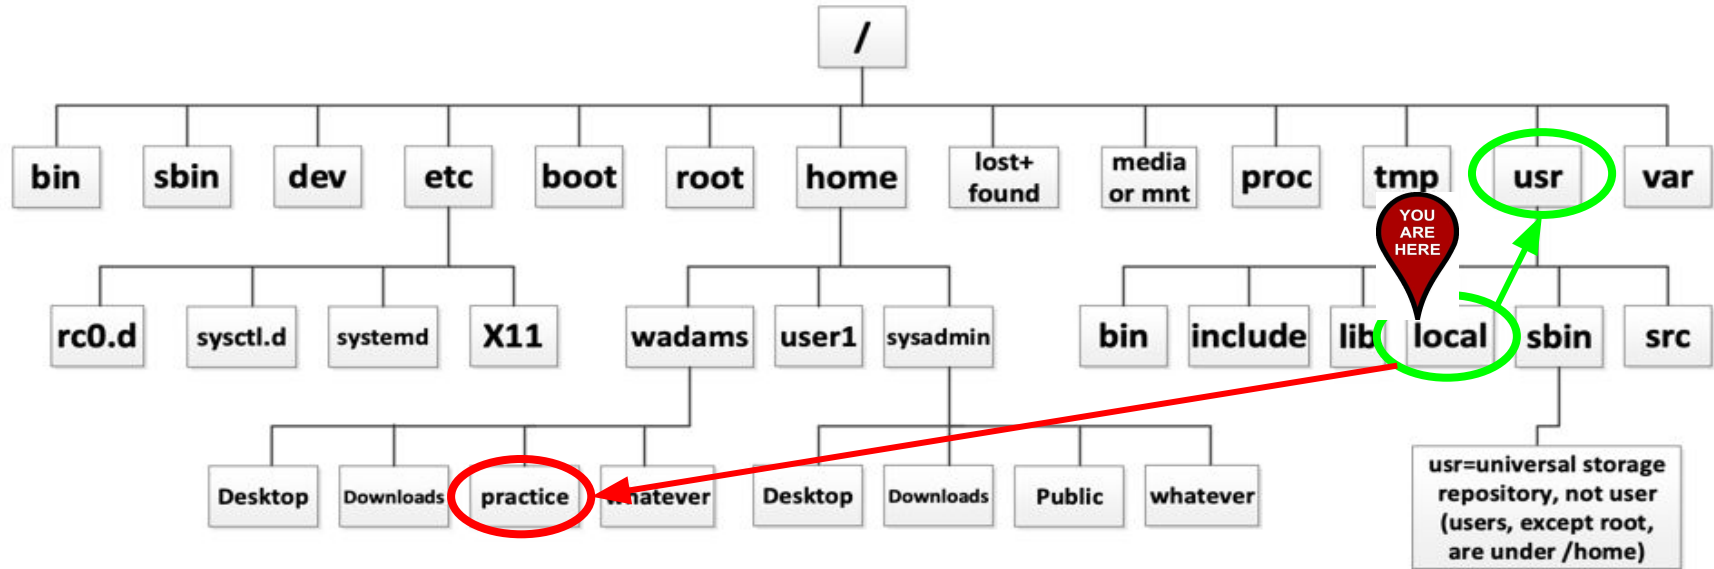 /
bin
sbin
dev
etc
boot
root
home
lost+
found
media
or mnt
proc
tmp
usr
var
YOU
ARE
HERE
rc0.d
sysctl.d
systemd
X11
wadams
user1
sysadmin
bin
include
lib
local
sbin
src
Desktop
Downloads
practice
whatever
Desktop
Downloads
Public
whatever
usr=universal storage
repository, not user
(users, except root,
are under /home)